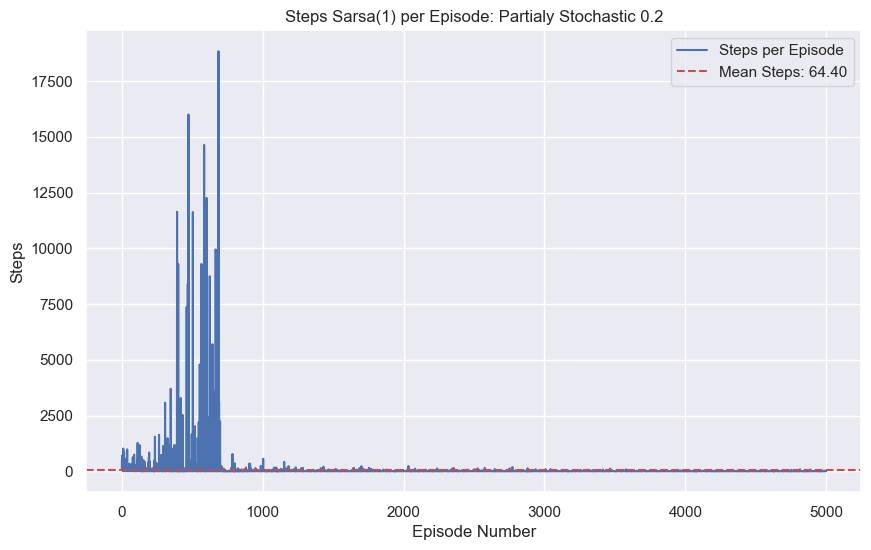 Steps Sarsa(1) per Episode: Partialy Stochastic 0.2
Steps per Episode
Mean Steps: 64.40
17500
15000
12500
10000
7500
5000
2500
0
Steps
0 1000 2000 3000 4000 5000
Episode Number